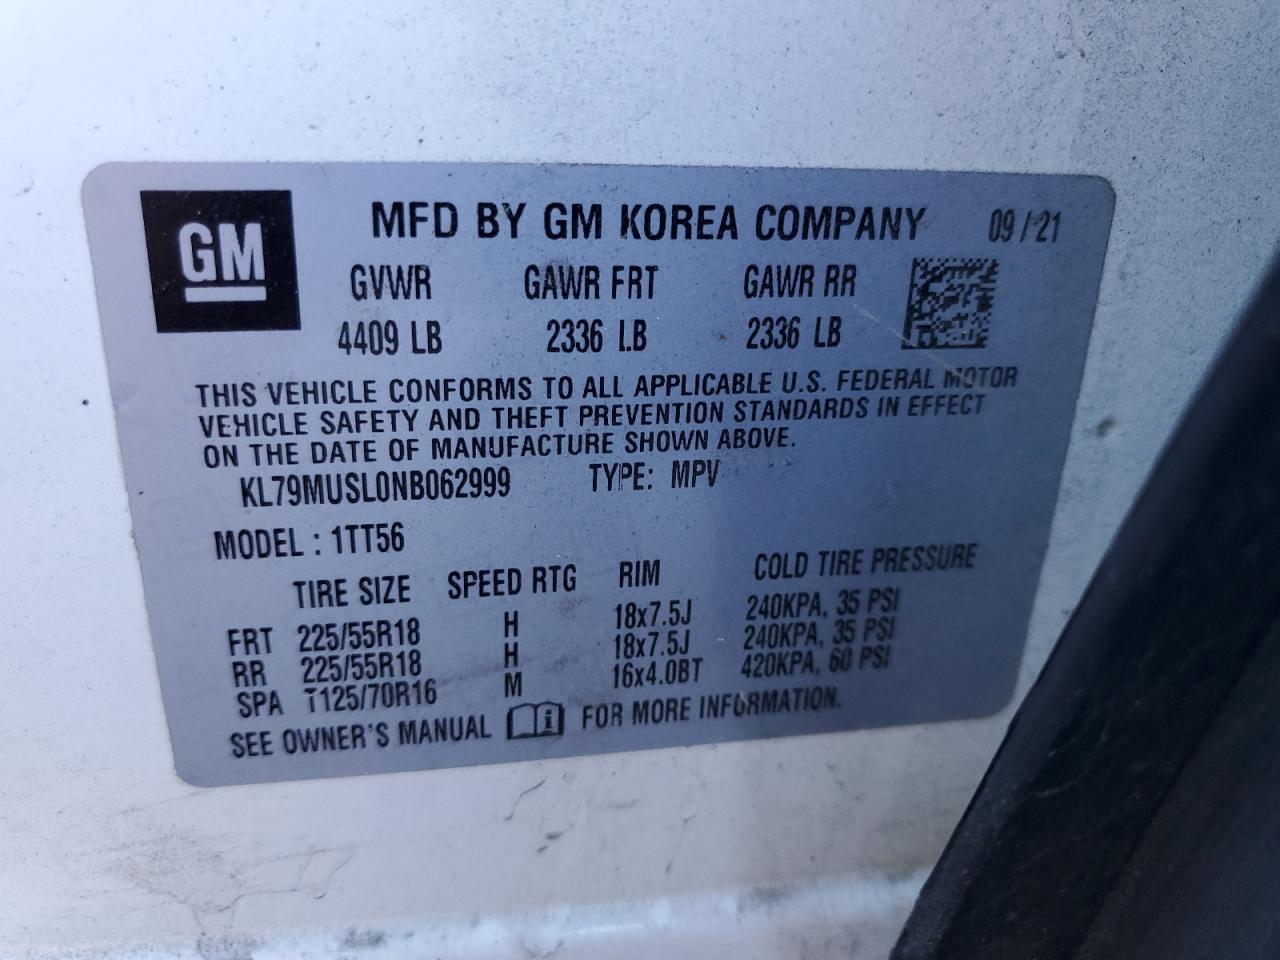 GM
MFD BY GM KOREA COMPANY 09/21
GVWR GAWR FRT GAWR RR
4409 LB 2336 LB 2336 LB
THIS VEHICLE CONFORMS TO ALL APPLICABLE U.S. FEDERAL MOTOR
VEHICLE SAFETY AND THEFT PREVENTION STANDARDS IN EFFECT
ON THE DATE OF MANUFACTURE SHOWN ABOVE.
KL79MUSL0NB062999 TYPE: MPV
MODEL : 1TT56
TIRE SIZE SPEED RTG RIM COLD TIRE PRESSURE
FRT 225/55R18 H 18x7.5J 240KPA, 35 PSI
RR 225/55R18 H 18x7.5J 240KPA, 35 PSI
SPA T125/70R16 M 16x4.0BT 420KPA, 60 PSI
SEE OWNER'S MANUAL FOR MORE INFORMATION.